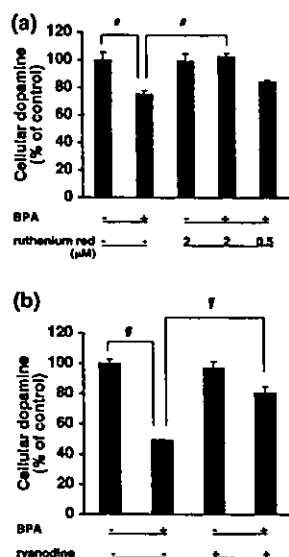 (a)
#
#
Cellular dopamine
(% of control)
120
100
80
60
40
20
0
BPA - + - + +
ruthenium red - - 2 2 0.5
(μM)
(b)
¶
¶
Cellular dopamine
(% of control)
120
100
80
60
40
20
0
BPA - + - + 
ryanodine - - + +